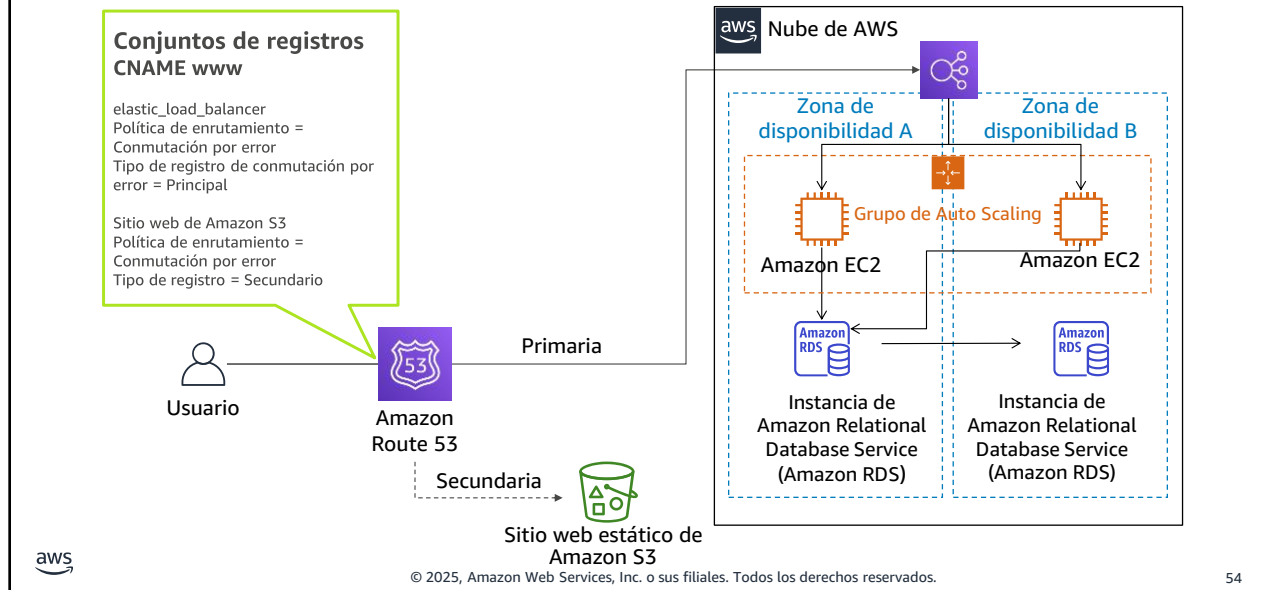 Conjuntos de registros
CNAME www
elastic_load_balancer
Política de enrutamiento =
Conmutación por error
Tipo de registro de conmutación por
error = Principal
Sitio web de Amazon S3
Política de enrutamiento =
Conmutación por error
Tipo de registro = Secundario
Usuario
53
Amazon
Route 53
Primaria
Secundaria
Sitio web estático de
Amazon S3
aws
Nube de AWS
Zona de
disponibilidad A
Zona de
disponibilidad B
Grupo de Auto Scaling
Amazon EC2
Amazon EC2
Amazon
RDS
Amazon
RDS
Instancia de
Amazon Relational
Database Service
(Amazon RDS)
Instancia de
Amazon Relational
Database Service
(Amazon RDS)
aws
© 2025, Amazon Web Services, Inc. o sus filiales. Todos los derechos reservados.
54